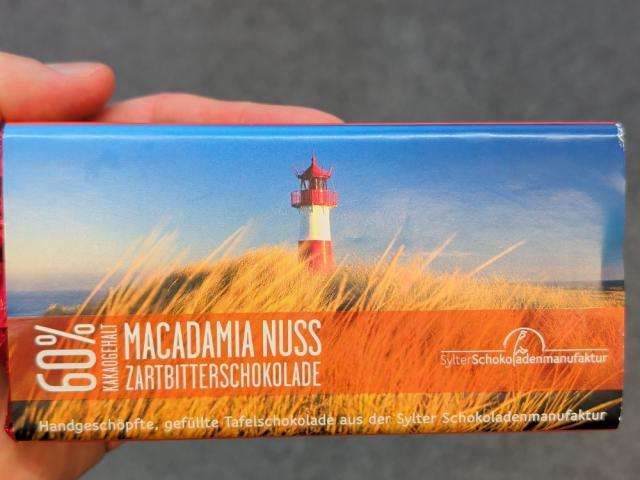 60%
KAKAOGEHALT
MACADAMIA NUSS
ZARTBITTERSCHOKOLADE
SylterSchokoladenmanufaktur
Handgeschöpfte, gefüllte Tafelschokolade aus der Sylter Schokoladenmanufaktur